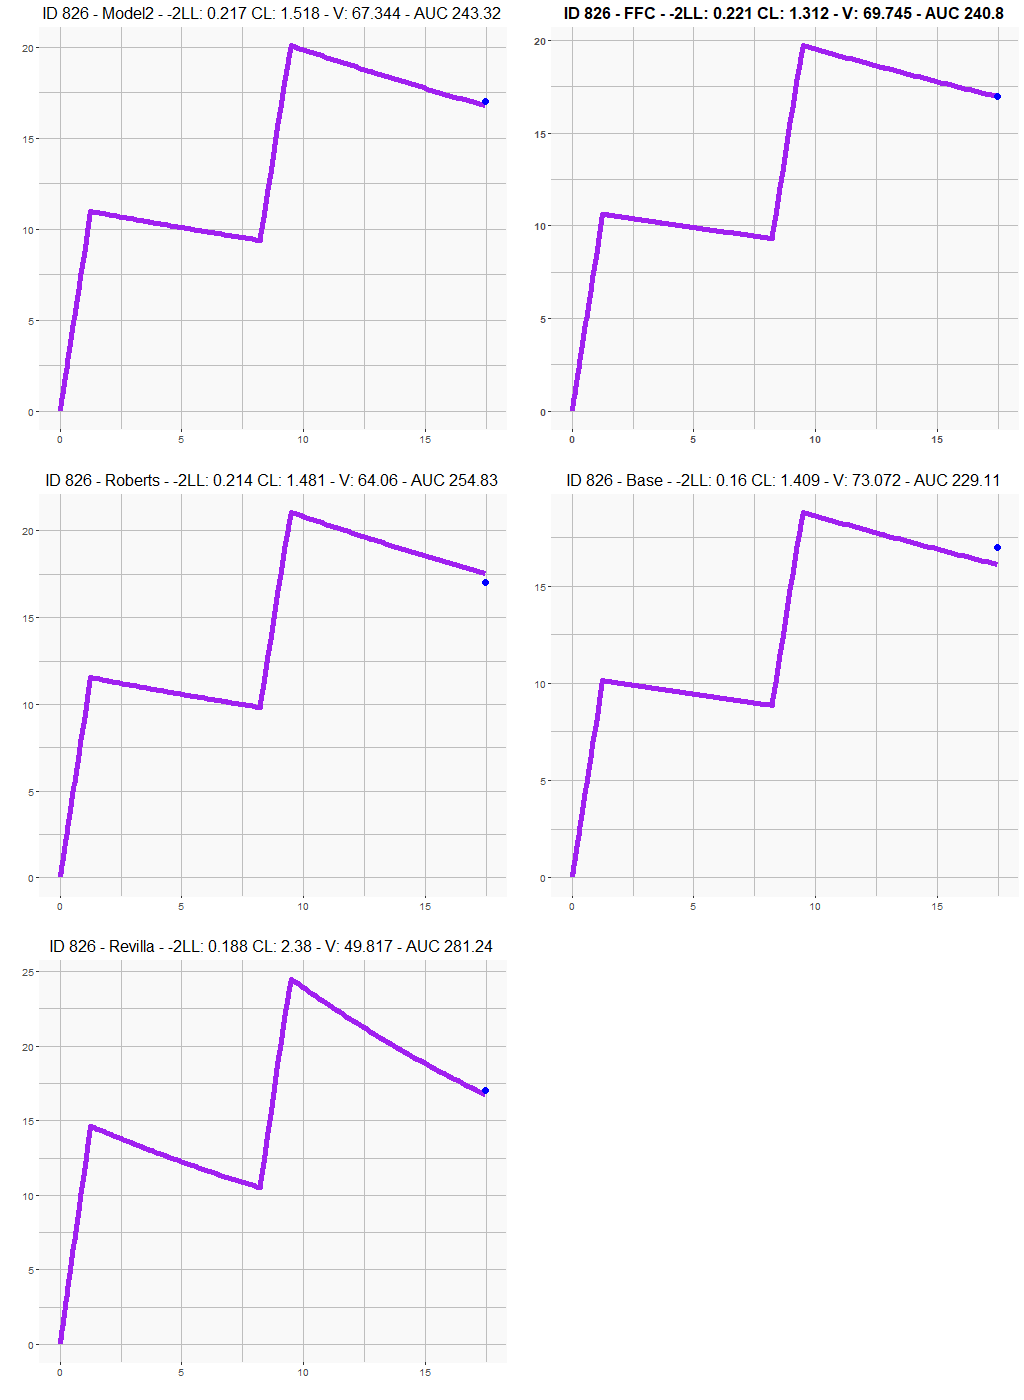 ID 826 - Model2 - -2LL: 0.217 CL: 1.518 - V: 67.344 - AUC 243.32
20
15
10
5
0
0 5 10 15
ID 826 - FFC - -2LL: 0.221 CL: 1.312 - V: 69.745 - AUC 240.8
20
15
10
5
0
0 5 10 15
ID 826 - Roberts - -2LL: 0.214 CL: 1.481 - V: 64.06 - AUC 254.83
20
15
10
5
0
0 5 10 15
ID 826 - Base - -2LL: 0.16 CL: 1.409 - V: 73.072 - AUC 229.11
15
10
5
0
0 5 10 15
ID 826 - Revilla - -2LL: 0.188 CL: 2.38 - V: 49.817 - AUC 281.24
25
20
15
10
5
0
0 5 10 15